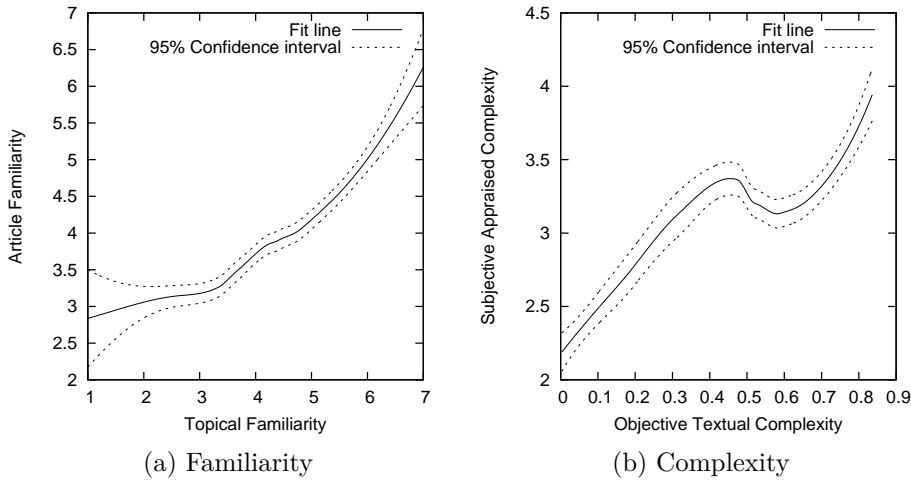 7
6.5
6
5.5
5
4.5
4
3.5
3
2.5
2
Article Familiarity
Fit line
95% Confidence interval
1 2 3 4 5 6 7
Topical Familiarity
(a) Familiarity
4.5
4
3.5
3
2.5
2
Subjective Appraised Complexity
Fit line
95% Confidence interval
0 0.1 0.2 0.3 0.4 0.5 0.6 0.7 0.8 0.9
Objective Textual Complexity
(b) Complexity